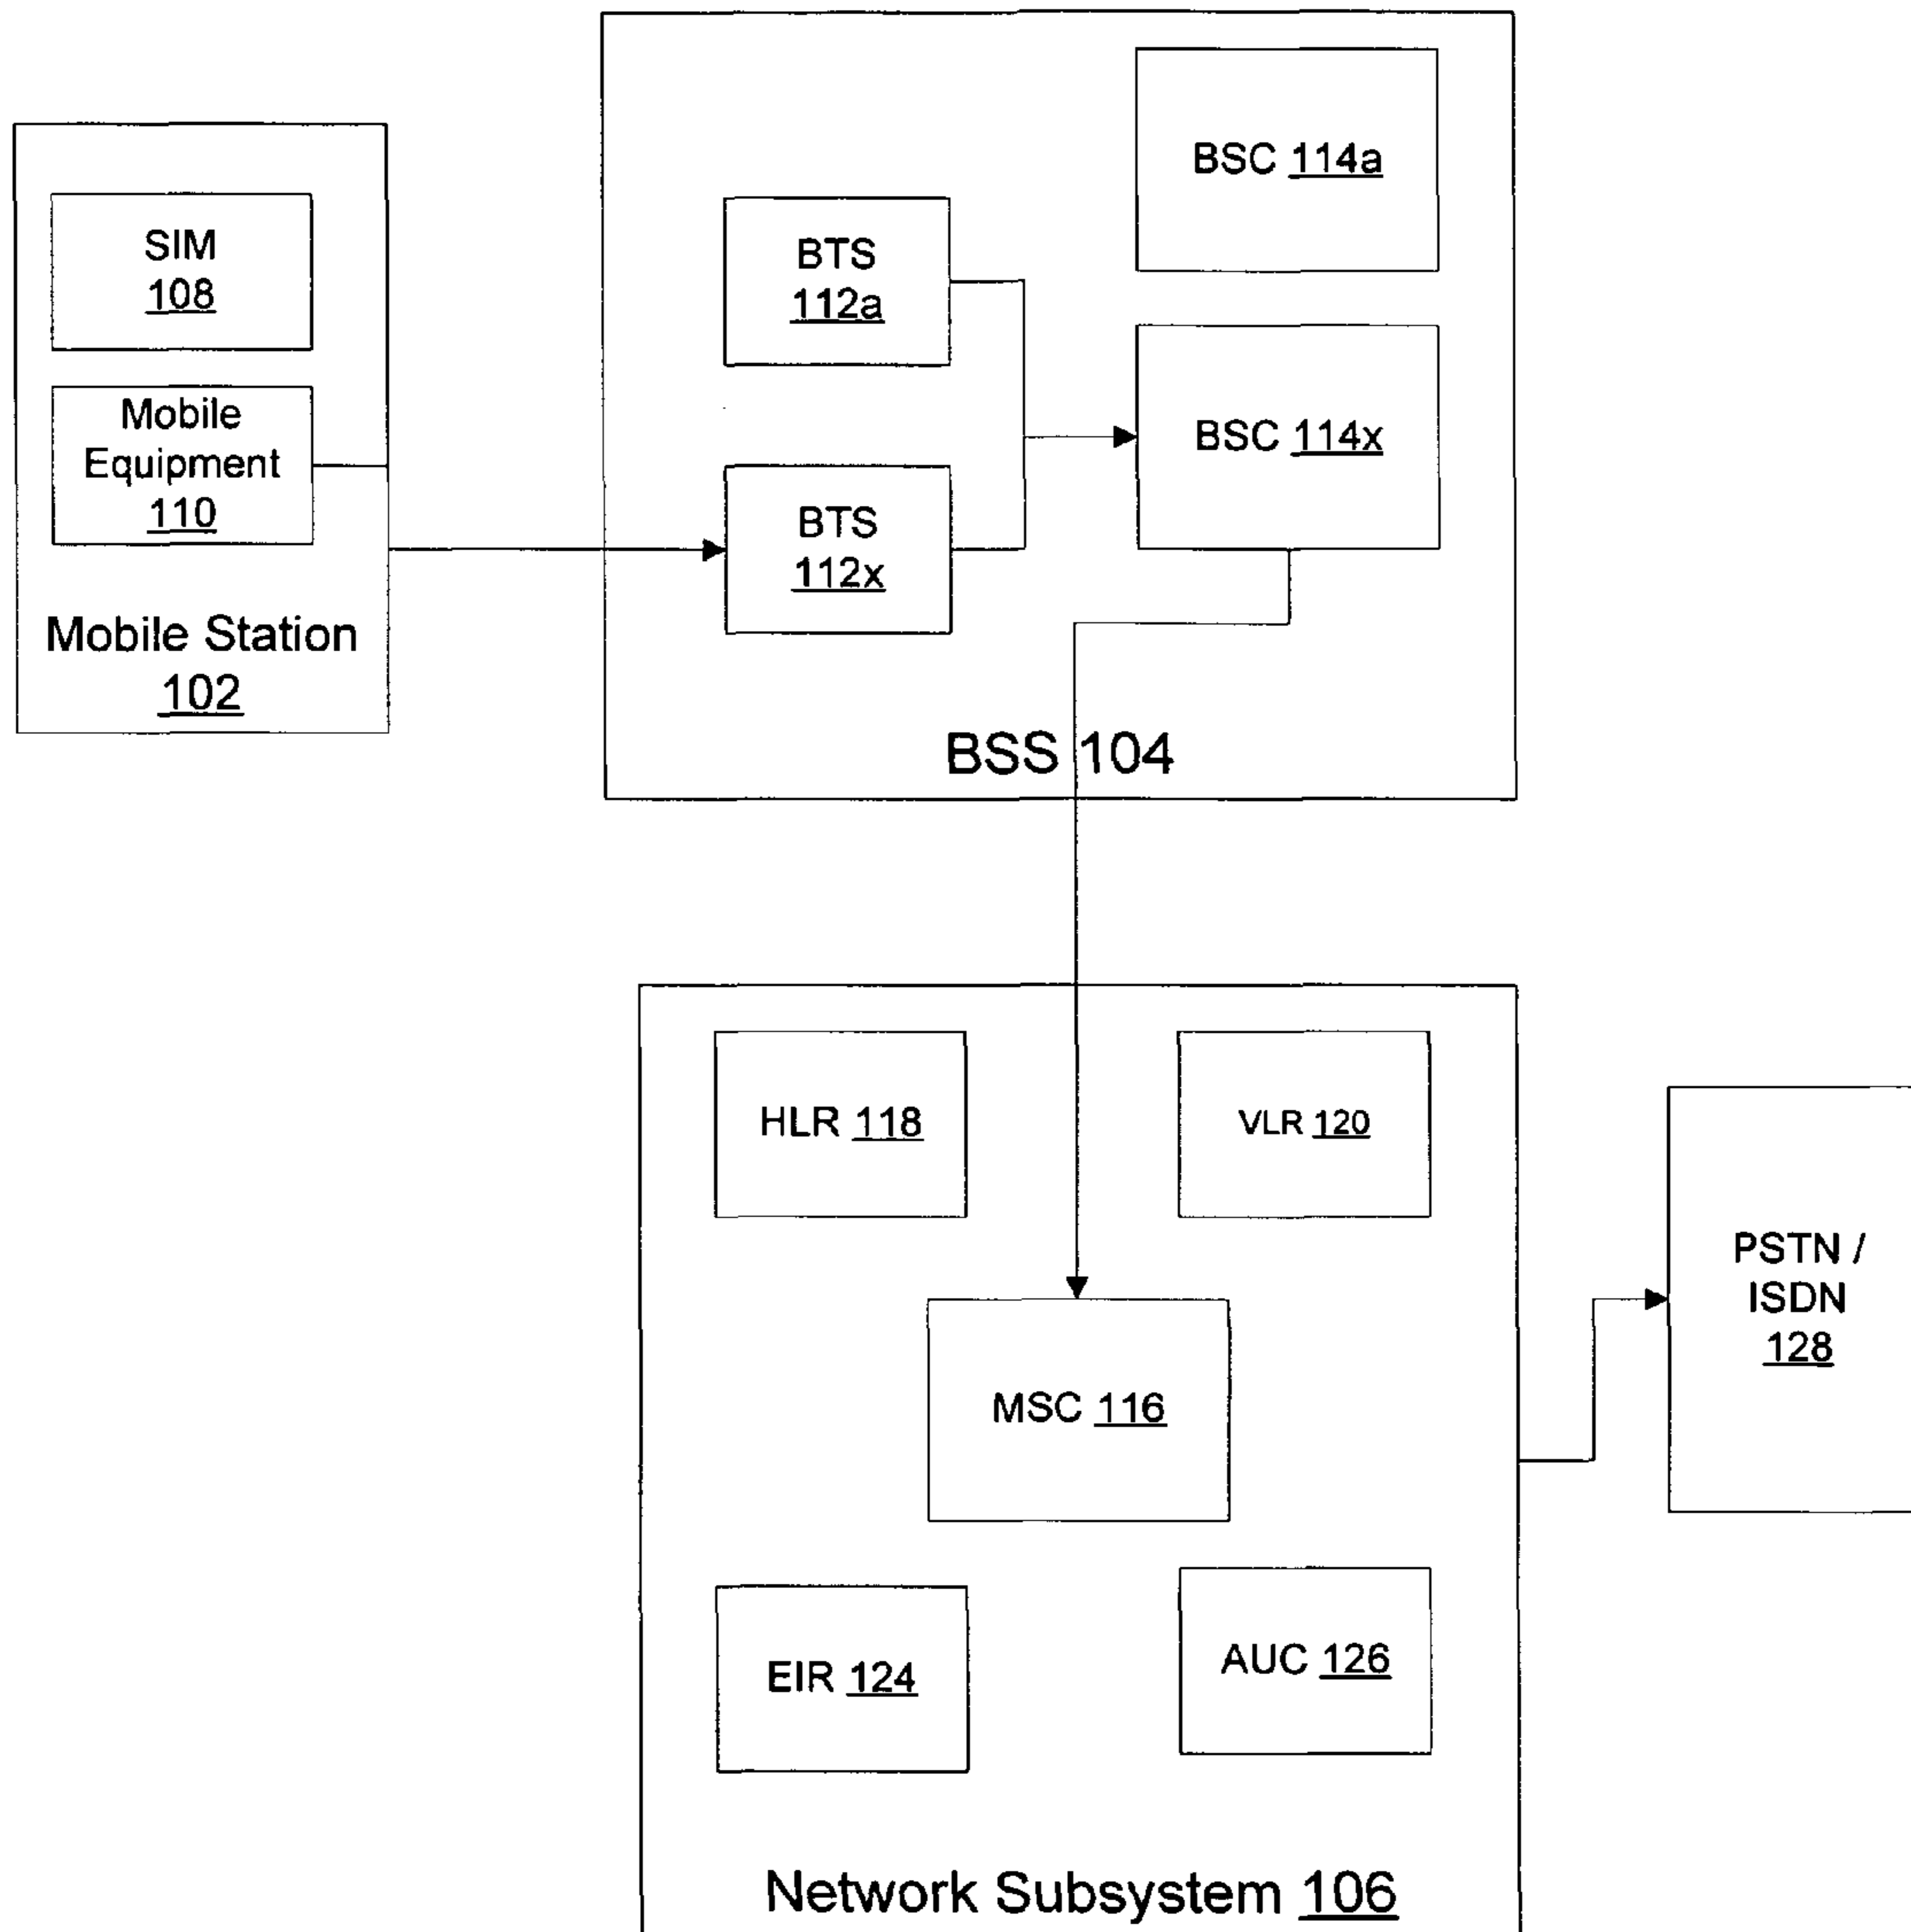 SIM
108
Mobile
Equipment
110
Mobile Station
102
BTS
112a
BTS
112x
BSC 114a
BSC 114x
BSS 104
HLR 118
VLR 120
MSC 116
EIR 124
AUC 126
Network Subsystem 106
PSTN /
ISDN
128